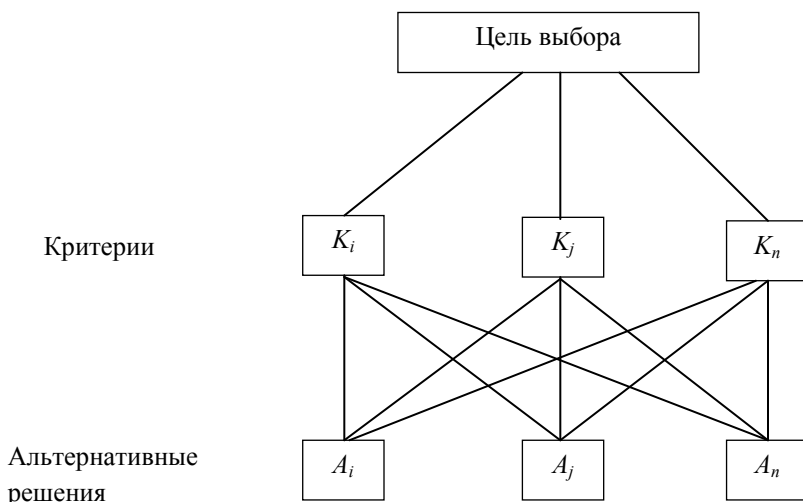 Цель выбора
Критерии
K_i
K_j
K_n
Альтернативные
решения
A_i
A_j
A_n